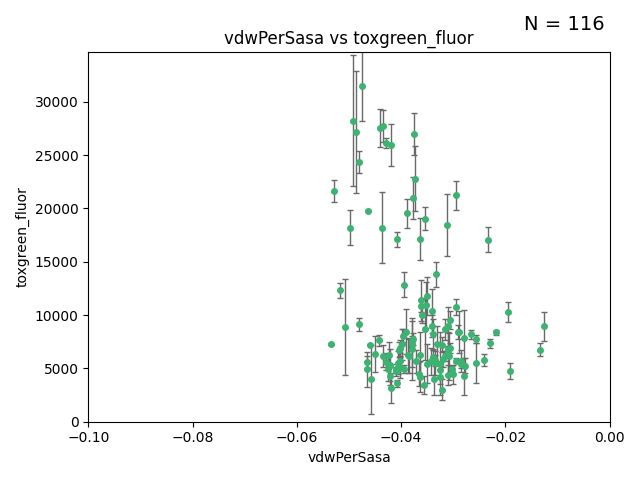 N = 116
vdwPerSasa vs toxgreen_fluor
30000
25000
20000
15000
10000
5000
0
toxgreen_fluor
−0.10 −0.08 −0.06 −0.04 −0.02 0.00
vdwPerSasa